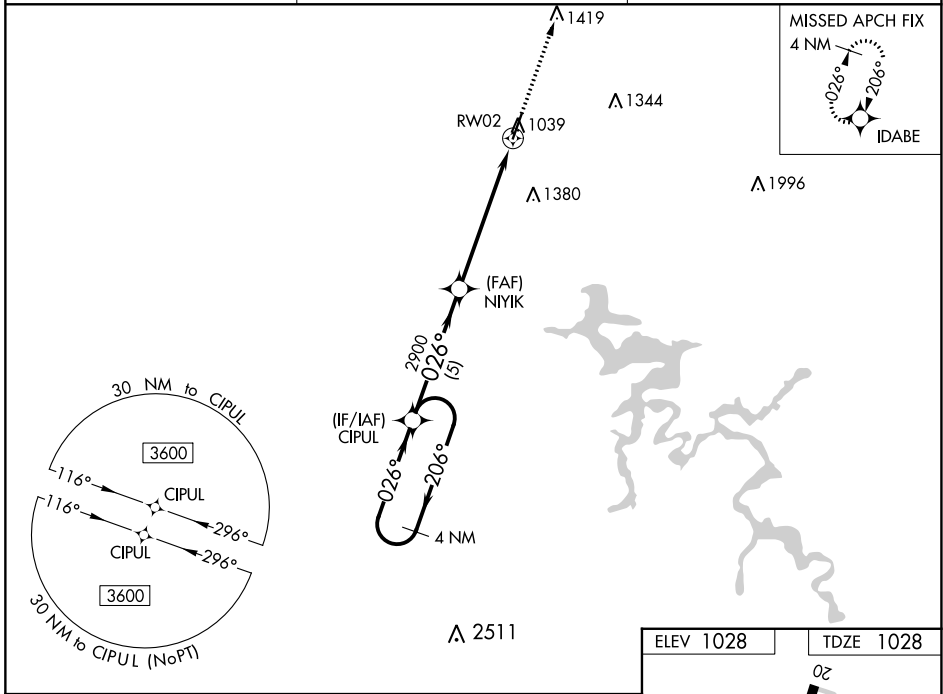 1419
MISSED APCH FIX
4 NM
026°
206°
IDABE
1344
RW02
1039
1380
1996
(FAF)
NIYIK
2900
026°
(5)
(IF/IAF)
CIPUL
026°
206°
4 NM
30 NM to CIPUL
3600
116°
CIPUL
296°
116°
CIPUL
296°
3600
30 NM to CIPUL (NoPT)
2511
ELEV 1028
TDZE 1028
20